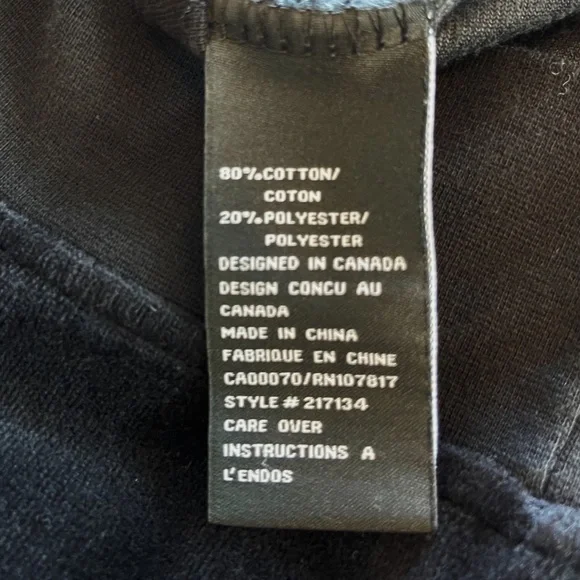 80%COTTON/
COTON
20%POLYESTER/
POLYESTER
DESIGNED IN CANADA
DESIGN CONCU AU
CANADA
MADE IN CHINA
FABRIQUE EN CHINE
CA00070/RN107817
STYLE # 217134
CARE OVER
INSTRUCTIONS A
L'ENDOS